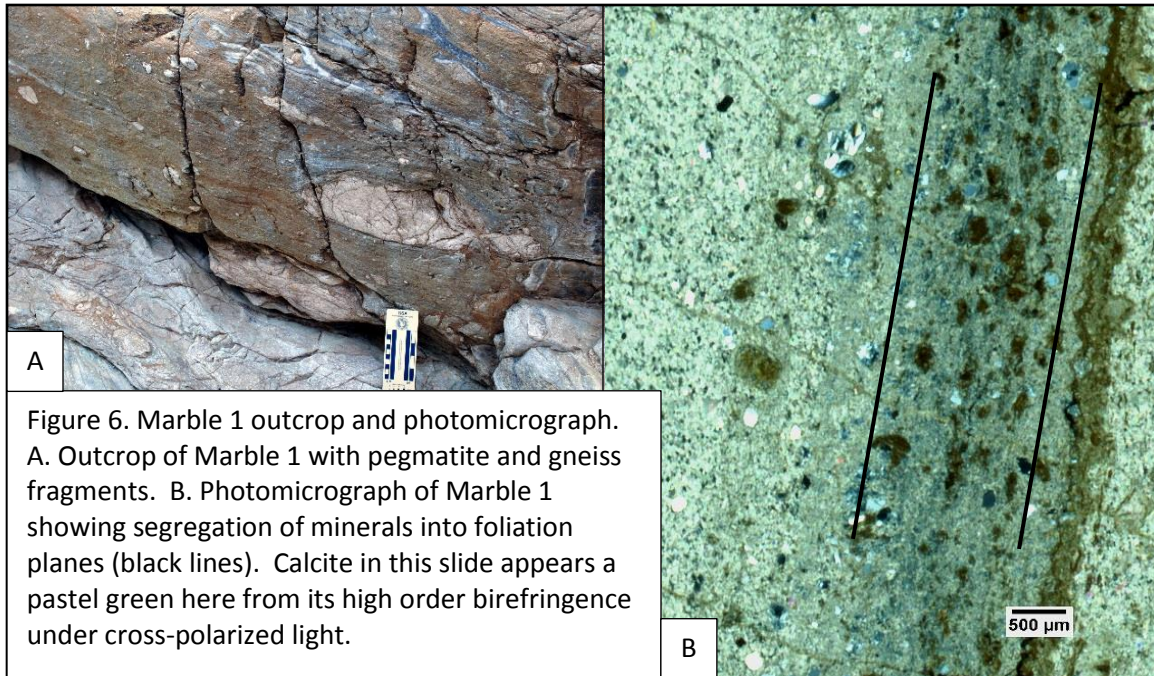 A
Figure 6. Marble 1 outcrop and photomicrograph.
A. Outcrop of Marble 1 with pegmatite and gneiss
fragments. B. Photomicrograph of Marble 1
showing segregation of minerals into foliation
planes (black lines). Calcite in this slide appears a
pastel green here from its high order birefringence
under cross-polarized light.
B
500 µm